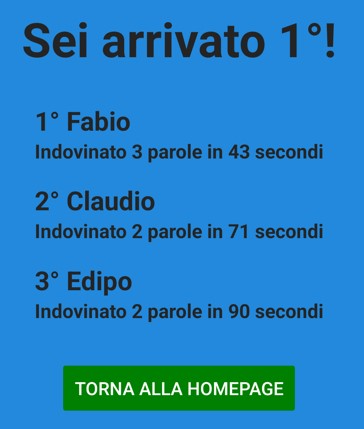 Sei arrivato 1°!
1° Fabio
Indovinato 3 parole in 43 secondi
2° Claudio
Indovinato 2 parole in 71 secondi
3° Edipo
Indovinato 2 parole in 90 secondi
TORNA ALLA HOMEPAGE